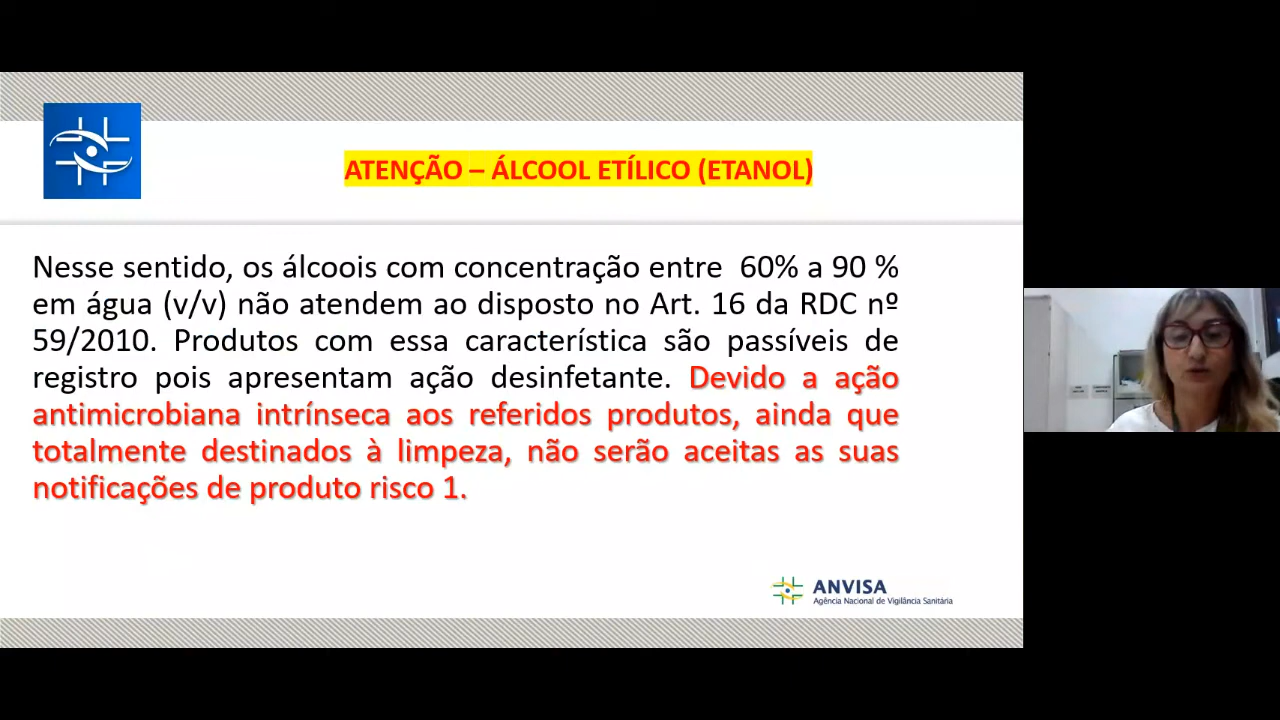 ATENÇÃO – ÁLCOOL ETÍLICO (ETANOL)
Nesse sentido, os álcoois com concentração entre 60% a 90 %
em água (v/v) não atendem ao disposto no Art. 16 da RDC nº
59/2010. Produtos com essa característica são passíveis de
registro pois apresentam ação desinfetante. Devido a ação
antimicrobiana intrínseca aos referidos produtos, ainda que
totalmente destinados à limpeza, não serão aceitas as suas
notificações de produto risco 1.
ANVISA
Agência Nacional de Vigilância Sanitária